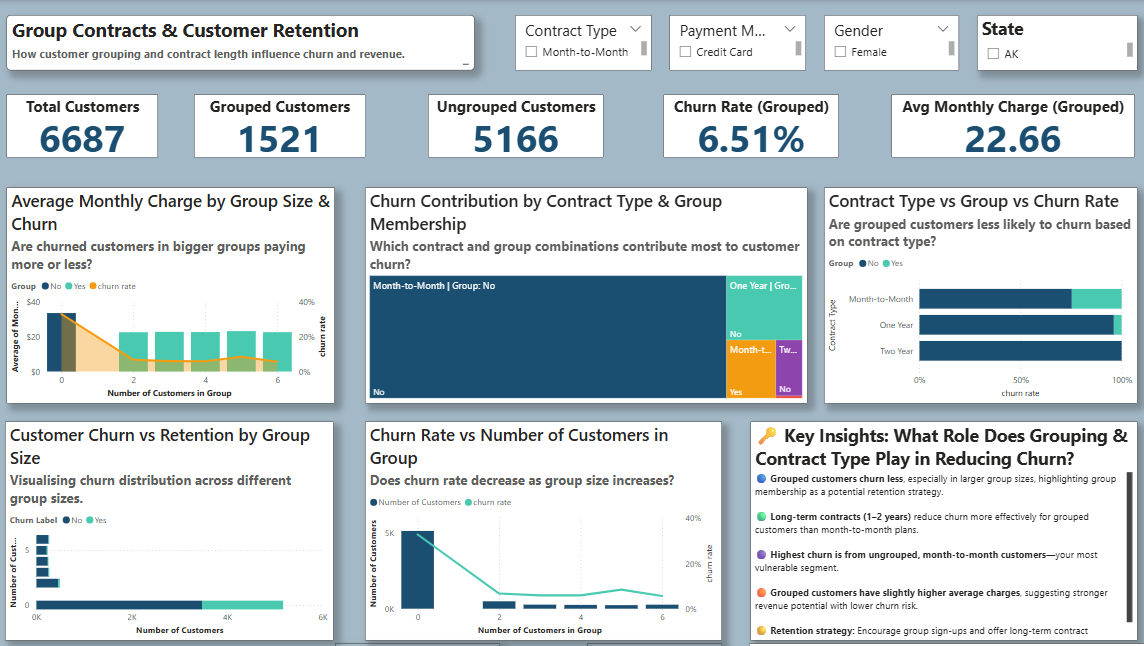 Group Contracts & Customer Retention
How customer grouping and contract length influence churn and revenue.
Contract Type
Month-to-Month
Payment M...
Credit Card
Gender
Female
State
AK
Total Customers
6687
Grouped Customers
1521
Ungrouped Customers
5166
Churn Rate (Grouped)
6.51%
Avg Monthly Charge (Grouped)
22.66
Average Monthly Charge by Group Size &
Churn
Are churned customers in bigger groups paying
more or less?
Group No Yes churn rate
Average of Mon...
$40
$20
$0
40%
20%
0%
churn rate
0 2 4 6
Number of Customers in Group
Churn Contribution by Contract Type & Group
Membership
Which contract and group combinations contribute most to customer
churn?
Month-to-Month | Group: No
No
One Year | Gro...
No
Month-t...
Yes
Tw...
No
Contract Type vs Group vs Churn Rate
Are grouped customers less likely to churn based
on contract type?
Group No Yes
Contract Type
Month-to-Month
One Year
Two Year
0% 50% 100%
churn rate
Customer Churn vs Retention by Group
Size
Visualising churn distribution across different
group sizes.
Churn Label No Yes
Number of Cust...
5
0
0K 2K 4K 6K
Number of Customers
Churn Rate vs Number of Customers in
Group
Does churn rate decrease as group size increases?
Number of Customers churn rate
Number of Customers
5K
0K
40%
20%
0%
churn rate
0 2 4 6
Number of Customers in Group
Key Insights: What Role Does Grouping &
Contract Type Play in Reducing Churn?
Grouped customers churn less, especially in larger group sizes, highlighting group
membership as a potential retention strategy.
Long-term contracts (1–2 years) reduce churn more effectively for grouped
customers than month-to-month plans.
Highest churn is from ungrouped, month-to-month customers—your most
vulnerable segment.
Grouped customers have slightly higher average charges, suggesting stronger
revenue potential with lower churn risk.
Retention strategy: Encourage group sign-ups and offer long-term contract